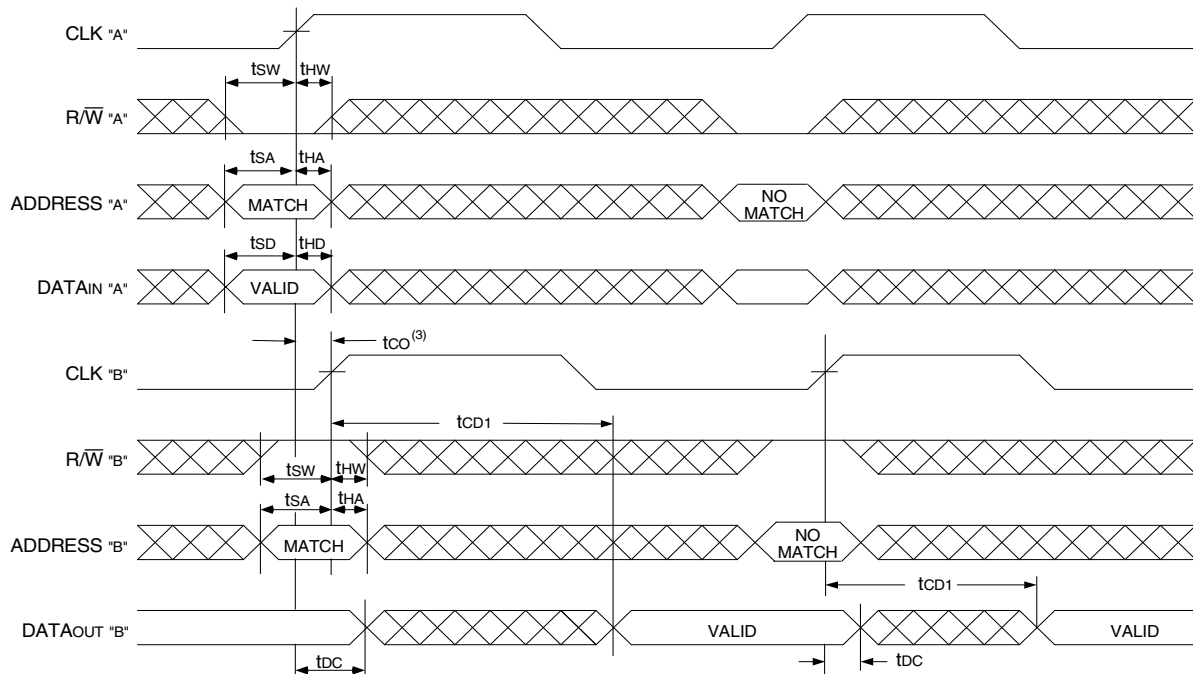 CLK "A"
tSW tHW
R/W̅ "A"
tSA tHA
ADDRESS "A" MATCH NO MATCH
tSD tHD
DATAIN "A" VALID
tCO(3)
CLK "B"
tCD1
R/W̅ "B"
tSW tHW
tSA tHA
ADDRESS "B" MATCH NO MATCH
tCD1
DATAOUT "B" VALID VALID
tDC tDC